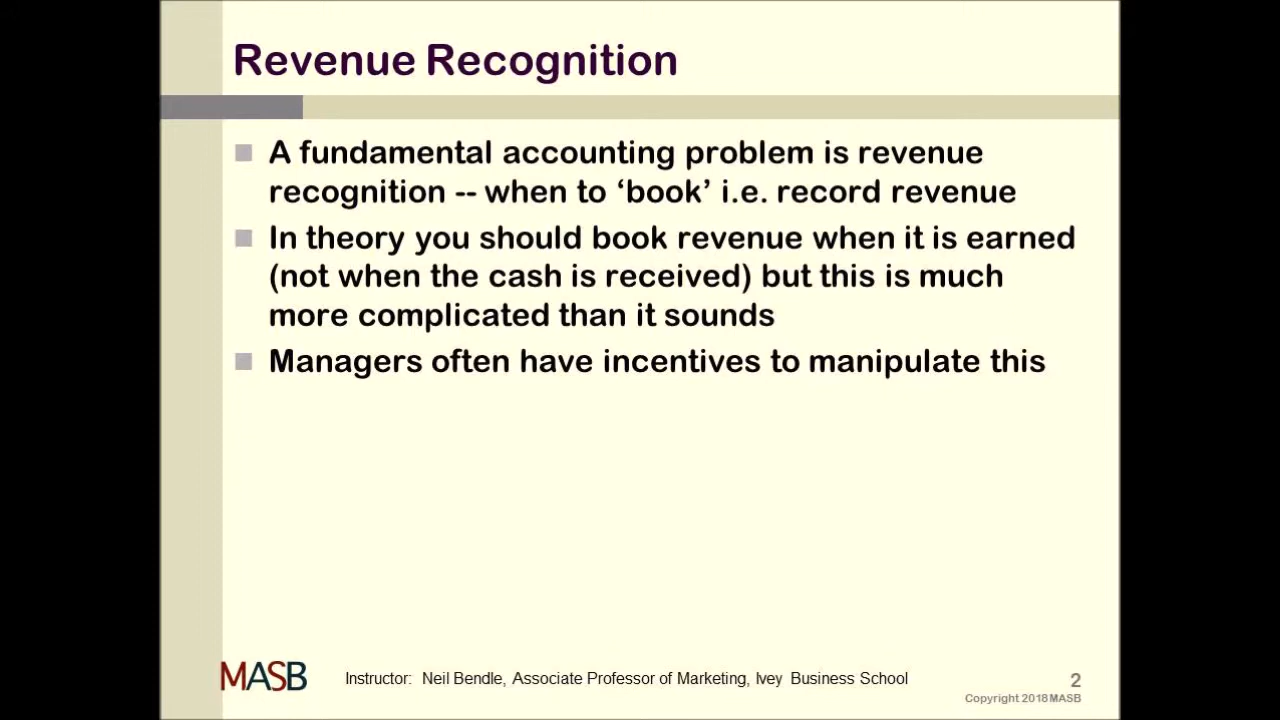 Revenue Recognition
A fundamental accounting problem is revenue
recognition -- when to ‘book’ i.e. record revenue
In theory you should book revenue when it is earned
(not when the cash is received) but this is much
more complicated than it sounds
Managers often have incentives to manipulate this
MASB
Instructor: Neil Bendle, Associate Professor of Marketing, Ivey Business School
2
Copyright 2018 MASB